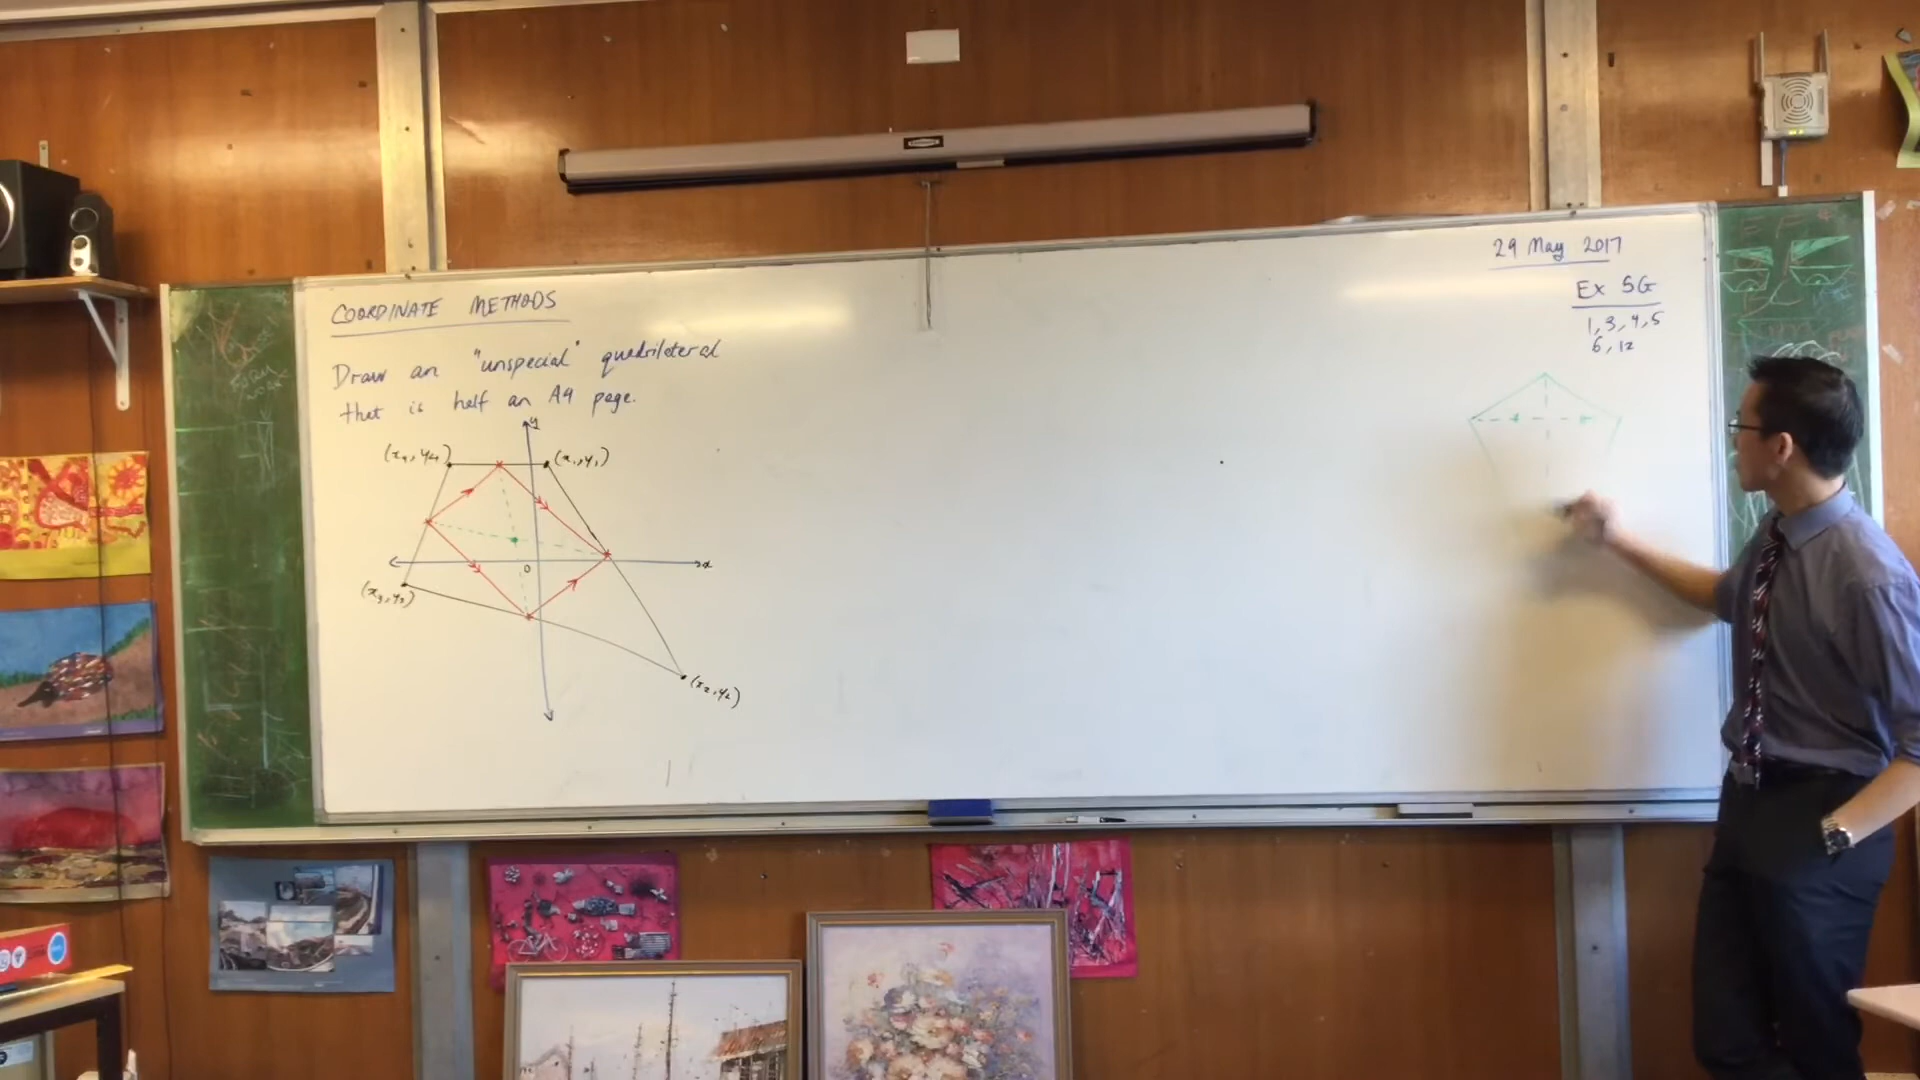 COORDINATE METHODS
Draw an "unspecial" quadrilateral
that is half an A4 page.
y
(x₄, y₄)
(x₁, y₁)
x
O
(x₃, y₃)
(x₂, y₂)
29 May 2017
Ex 5G
1, 3, 4, 5
6, 12